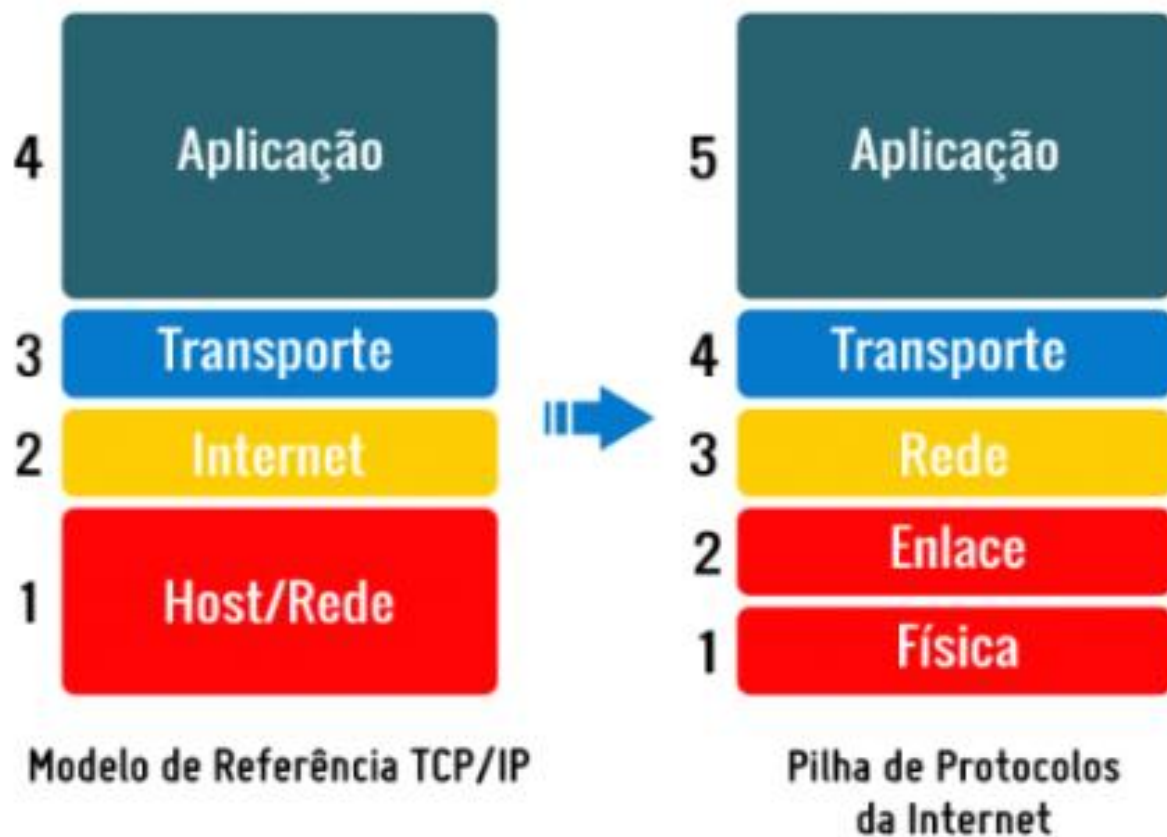 4 Aplicação
3 Transporte
2 Internet
1 Host/Rede
Modelo de Referência TCP/IP
5 Aplicação
4 Transporte
3 Rede
2 Enlace
1 Física
Pilha de Protocolos
da Internet